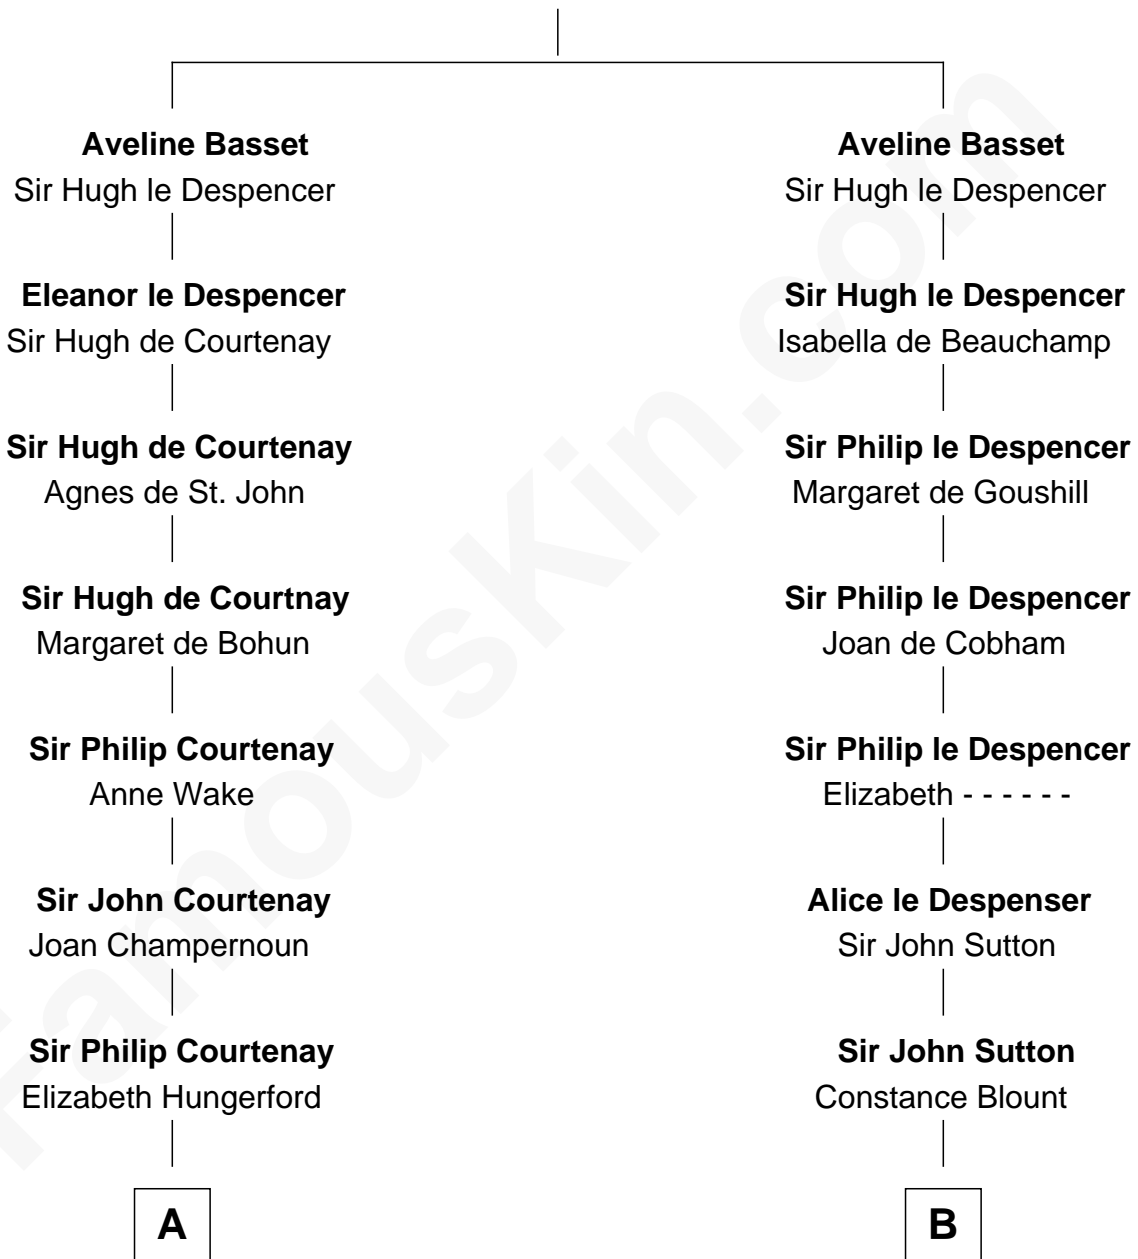 Aveline Basset
Sir Hugh le Despencer
Eleanor le Despencer
Sir Hugh de Courtenay
Sir Hugh de Courtenay
Agnes de St. John
Sir Hugh de Courtnay
Margaret de Bohun
Sir Philip Courtenay
Anne Wake
Sir John Courtenay
Joan Champernoun
Sir Philip Courtenay
Elizabeth Hungerford
A
Aveline Basset
Sir Hugh le Despencer
Sir Hugh le Despencer
Isabella de Beauchamp
Sir Philip le Despencer
Margaret de Goushill
Sir Philip le Despencer
Joan de Cobham
Sir Philip le Despencer
Elizabeth - - - - - -
Alice le Despenser
Sir John Sutton
Sir John Sutton
Constance Blount
B
FamousKin.com